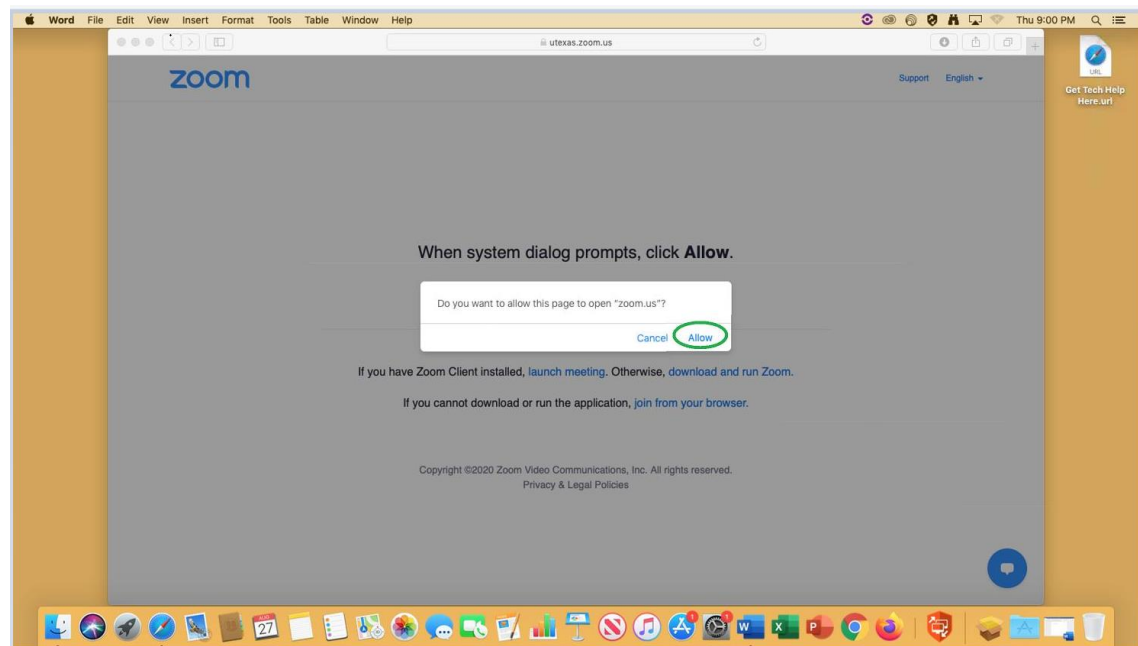 Word File Edit View Insert Format Tools Table Window Help Thu 9:00 PM
utexas.zoom.us
zoom
Support English
URL
Get Tech Help
Here.url
When system dialog prompts, click Allow.
Do you want to allow this page to open "zoom.us"?
Cancel Allow
If you have Zoom Client installed, launch meeting. Otherwise, download and run Zoom.
If you cannot download or run the application, join from your browser.
Copyright ©2020 Zoom Video Communications, Inc. All rights reserved.
Privacy & Legal Policies
AUG
27
1
1
W X P